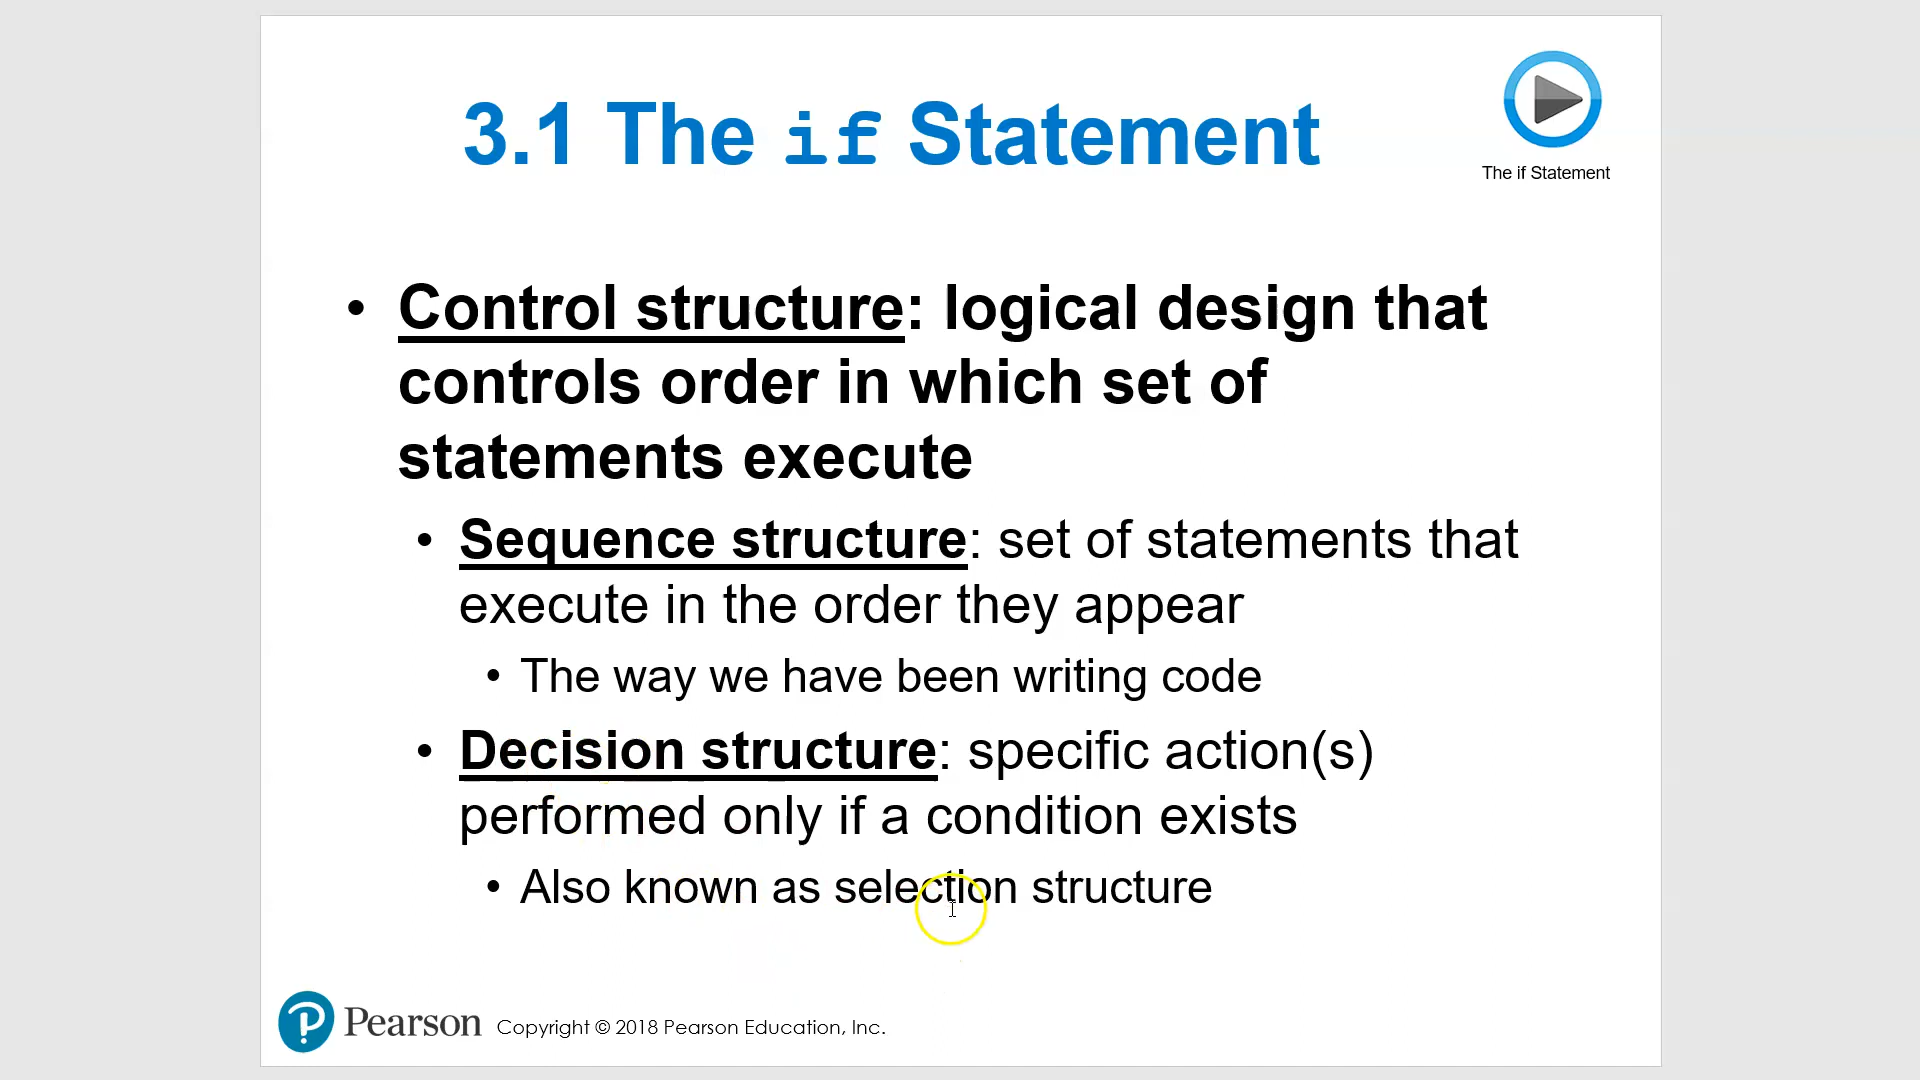 3.1 The if Statement
The if Statement
• Control structure: logical design that
controls order in which set of
statements execute
• Sequence structure: set of statements that
execute in the order they appear
• The way we have been writing code
• Decision structure: specific action(s)
performed only if a condition exists
• Also known as selection structure
Pearson Copyright © 2018 Pearson Education, Inc.